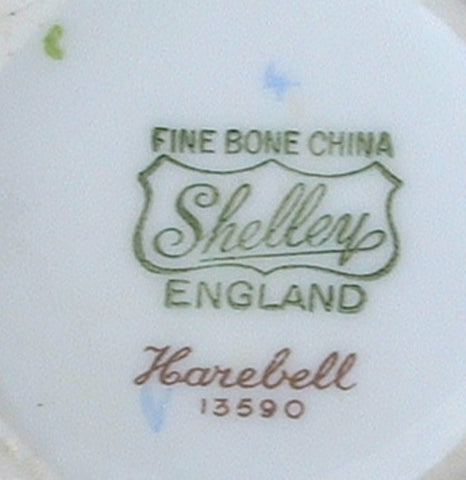 FINE BONE CHINA
Shelley
ENGLAND
Harebell
13590